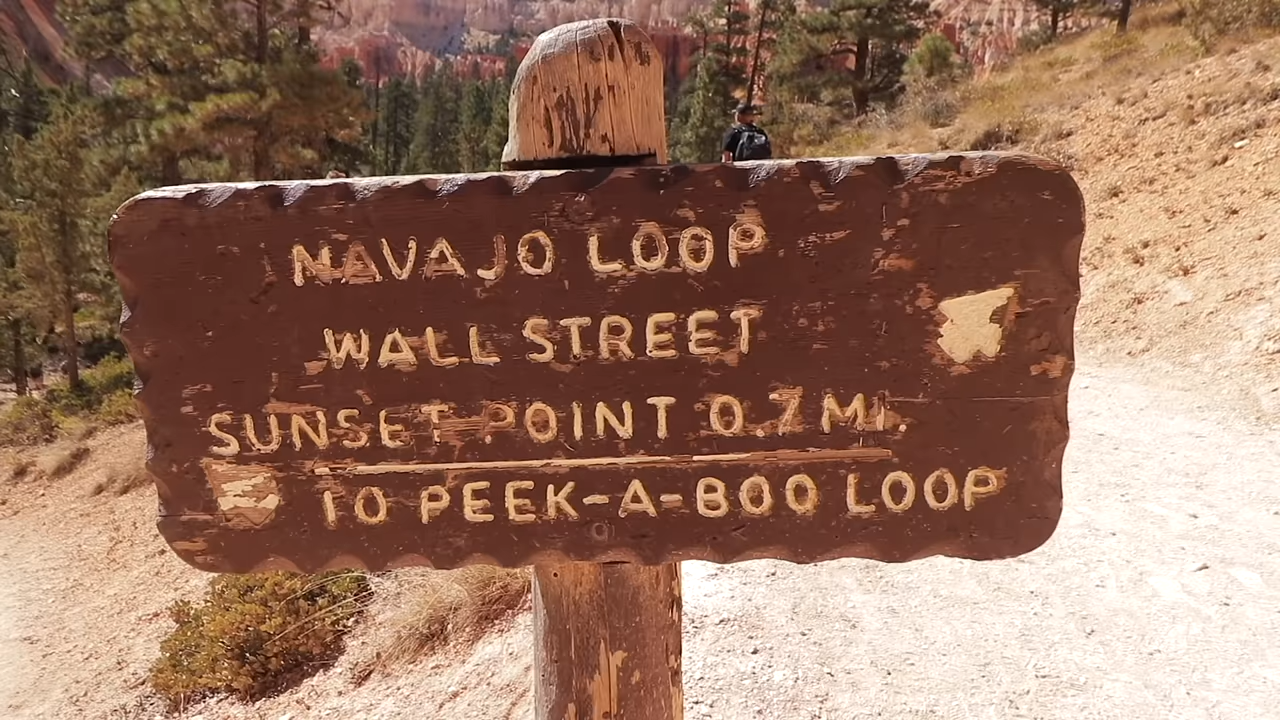 NAVAJO LOOP
WALL STREET
SUNSET POINT 0.7 MI.
TO PEEK-A-BOO LOOP